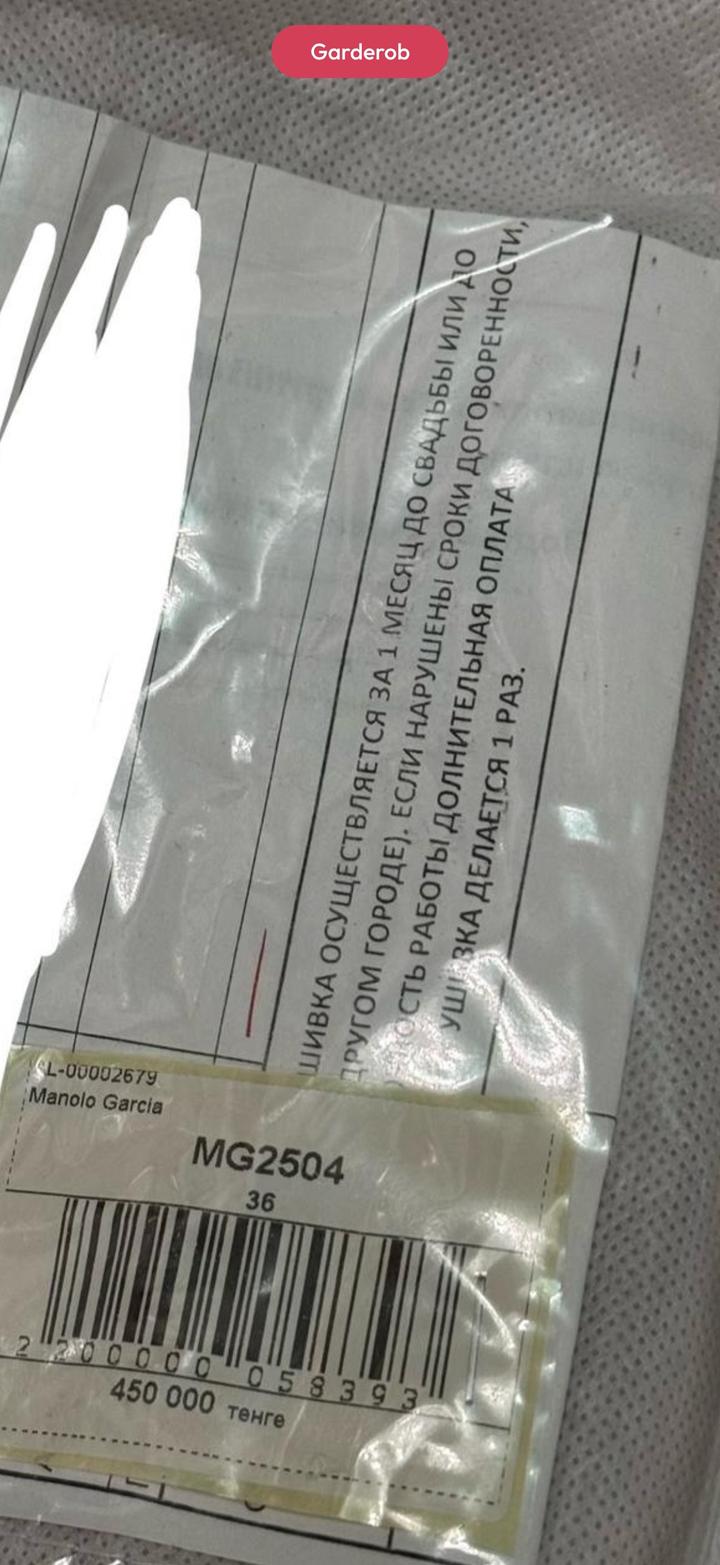 Garderob
ШИВКА ОСУЩЕСТВЛЯЕТСЯ ЗА 1 МЕСЯЦ ДО СВАДЬБЫ ИЛИ ДО
ДРУГОМ ГОРОДЕ). ЕСЛИ НАРУШЕНЫ СРОКИ ДОГОВОРЕННОСТИ,
ОСТЬ РАБОТЫ ДОЛНИТЕЛЬНАЯ ОПЛАТА
УШИВКА ДЕЛАЕТСЯ 1 РАЗ.
SL-00002679
Manolo Garcia
MG2504
36
2 200000 058393
450 000 тенге